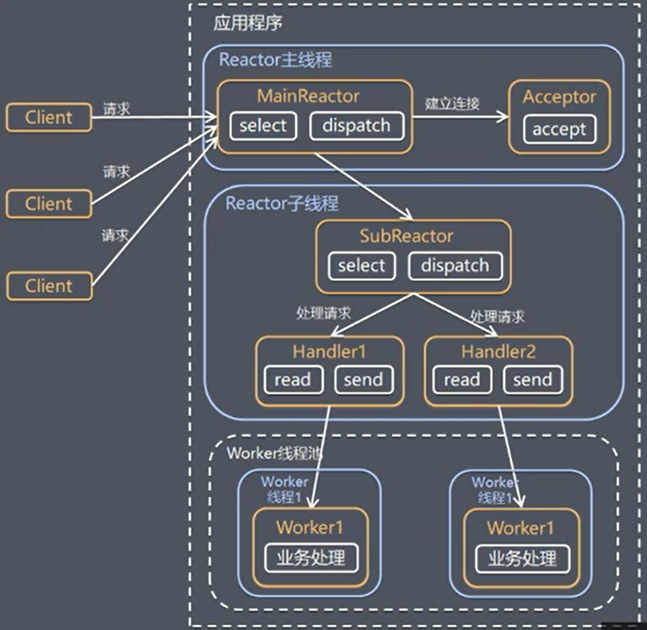 应用程序
Reactor主线程
MainReactor
select
dispatch
建立连接
Acceptor
accept
Client
请求
Client
请求
Client
请求
Reactor子线程
SubReactor
select
dispatch
处理请求
处理请求
Handler1
read
send
Handler2
read
send
Worker线程池
Worker
线程1
Worker1
业务处理
Worker
线程1
Worker1
业务处理